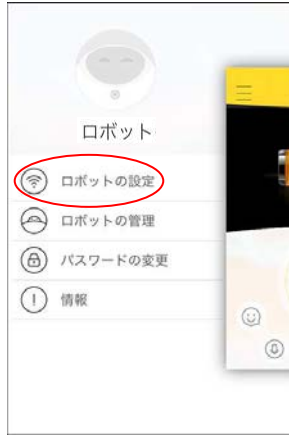 ロボット
ロボットの設定
ロボットの管理
パスワードの変更
情報